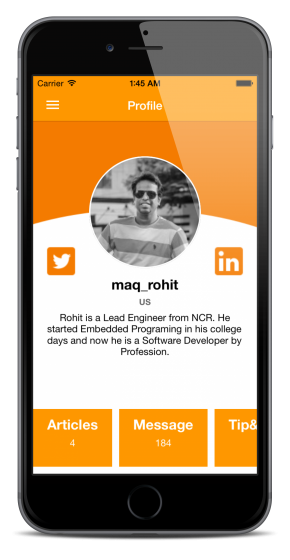 Carrier 1:45 AM
Profile
in
maq_rohit
US
Rohit is a Lead Engineer from NCR. He
started Embedded Programing in his college
days and now he is a Software Developer by
Profession.
Articles Message Tip&
4 184